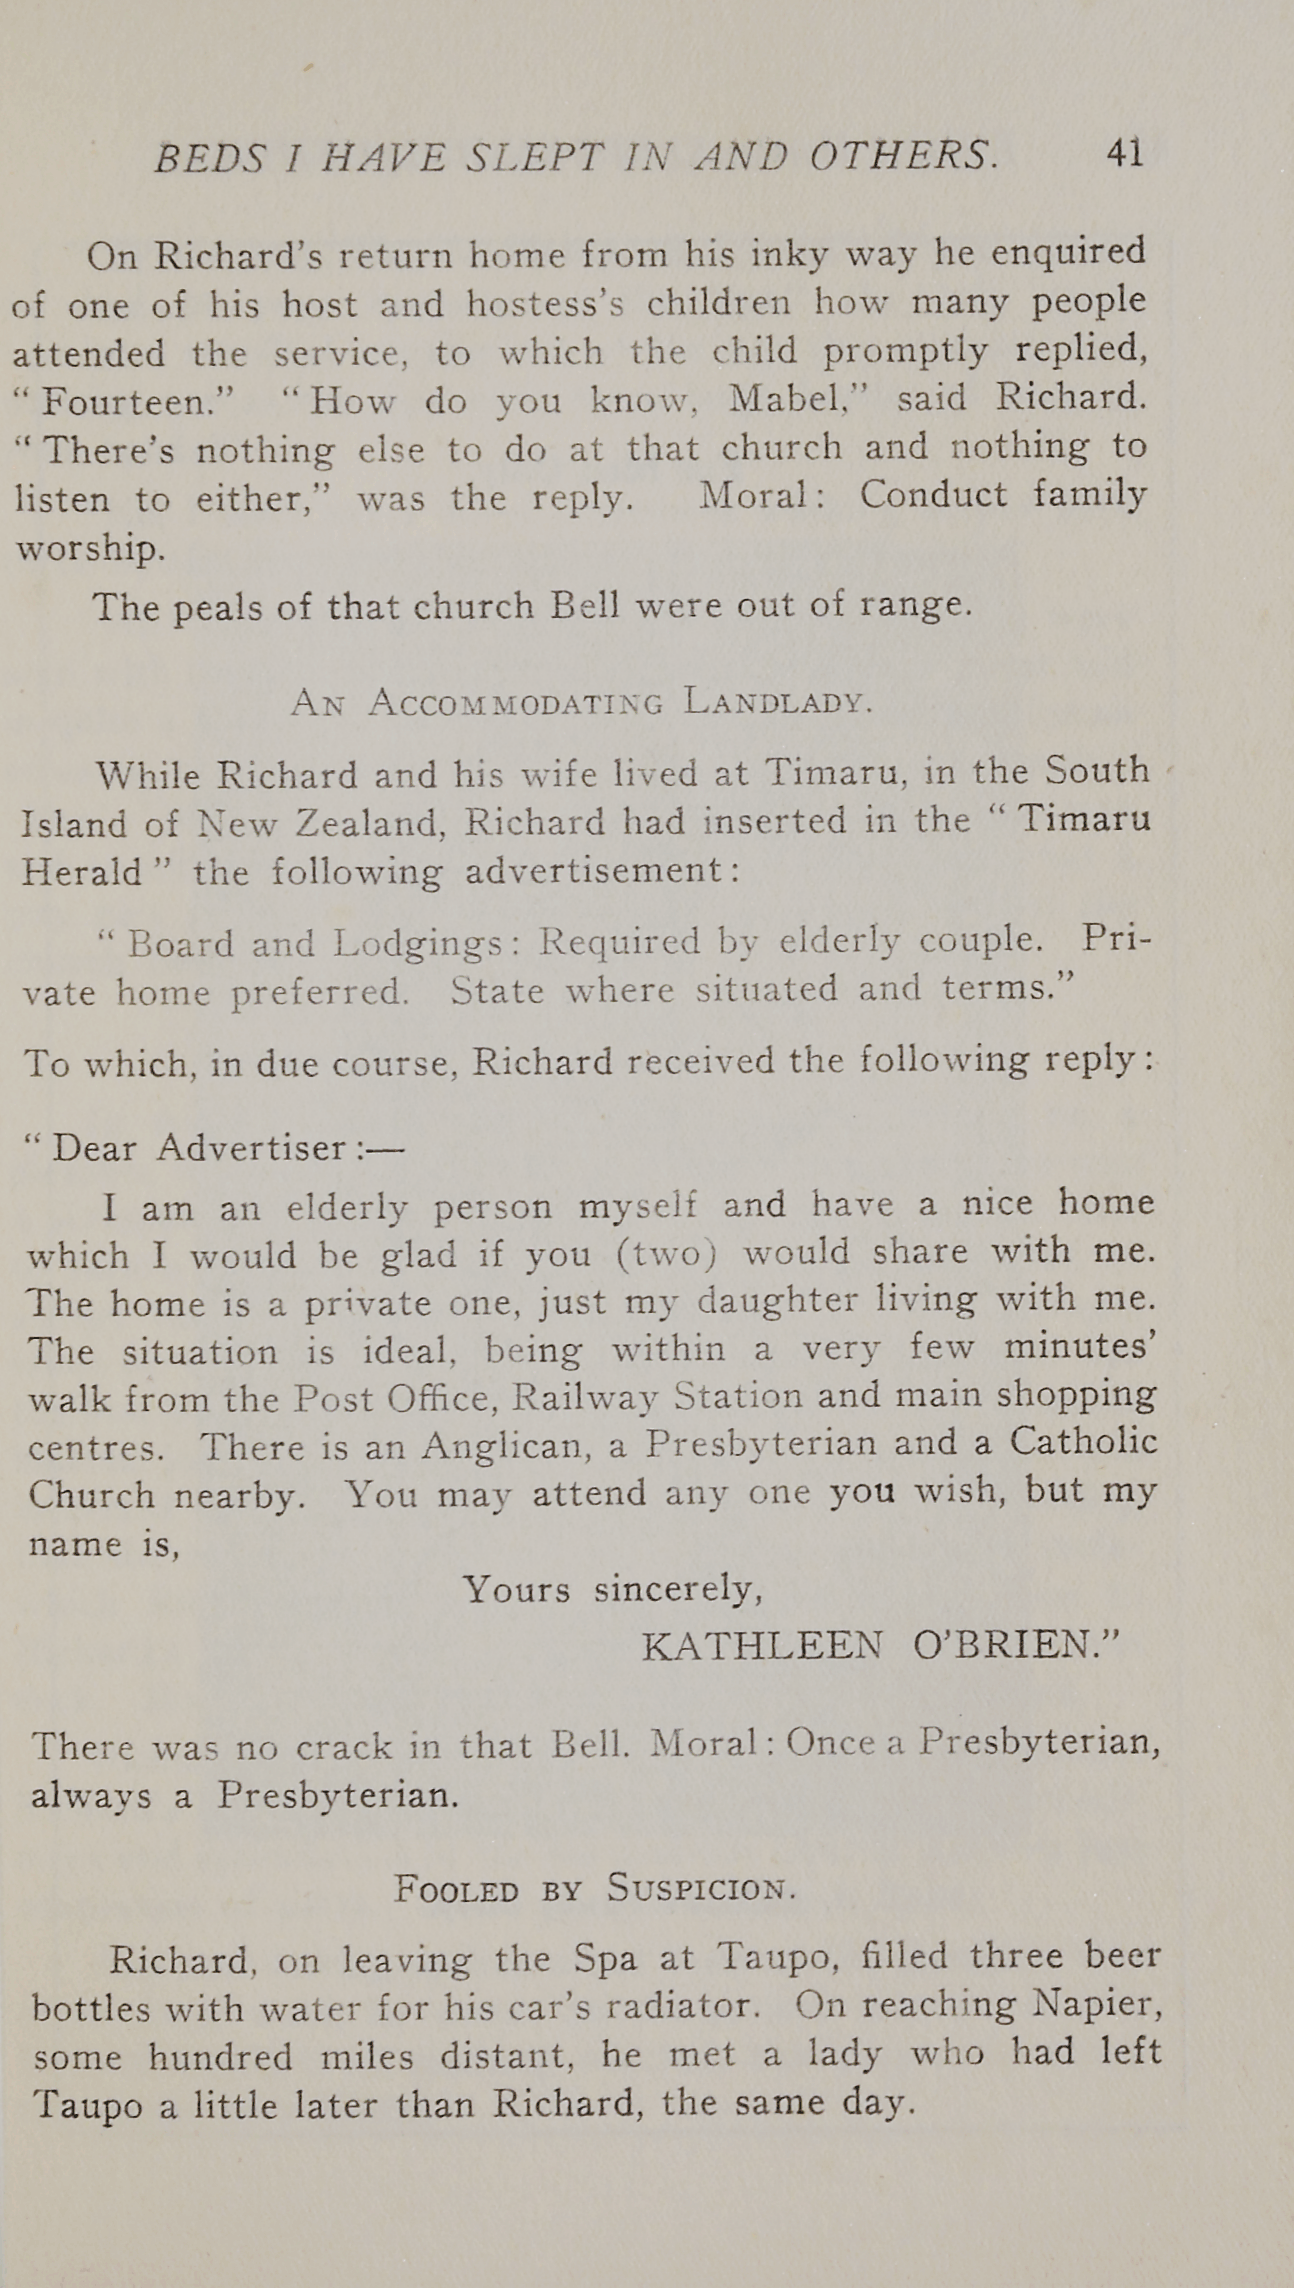 BEDS I HAVE SLEPT IN AND OTHERS. 41
On Richard's return home from his inky way he enquired
of one of his host and hostess's children how many people
attended the service, to which the child promptly replied,
“ Fourteen.” “ How do you know, Mabel,” said Richard.
“ There's nothing else to do at that church and nothing to
listen to either,” was the reply. Moral : Conduct family
worship.
The peals of that church Bell were out of range.
An Accommodating Landlady.
While Richard and his wife lived at Timaru, in the South
Island of New Zealand, Richard had inserted in the “ Timaru
Herald ” the following advertisement :
“ Board and Lodgings : Required by elderly couple. Pri-
vate home preferred. State where situated and terms.”
To which, in due course, Richard received the following reply :
“ Dear Advertiser :—
I am an elderly person myself and have a nice home
which I would be glad if you (two) would share with me.
The home is a private one, just my daughter living with me.
The situation is ideal, being within a very few minutes'
walk from the Post Office, Railway Station and main shopping
centres. There is an Anglican, a Presbyterian and a Catholic
Church nearby. You may attend any one you wish, but my
name is,
Yours sincerely,
KATHLEEN O'BRIEN.”
There was no crack in that Bell. Moral : Once a Presbyterian,
always a Presbyterian.
Fooled by Suspicion.
Richard, on leaving the Spa at Taupo, filled three beer
bottles with water for his car's radiator. On reaching Napier,
some hundred miles distant, he met a lady who had left
Taupo a little later than Richard, the same day.